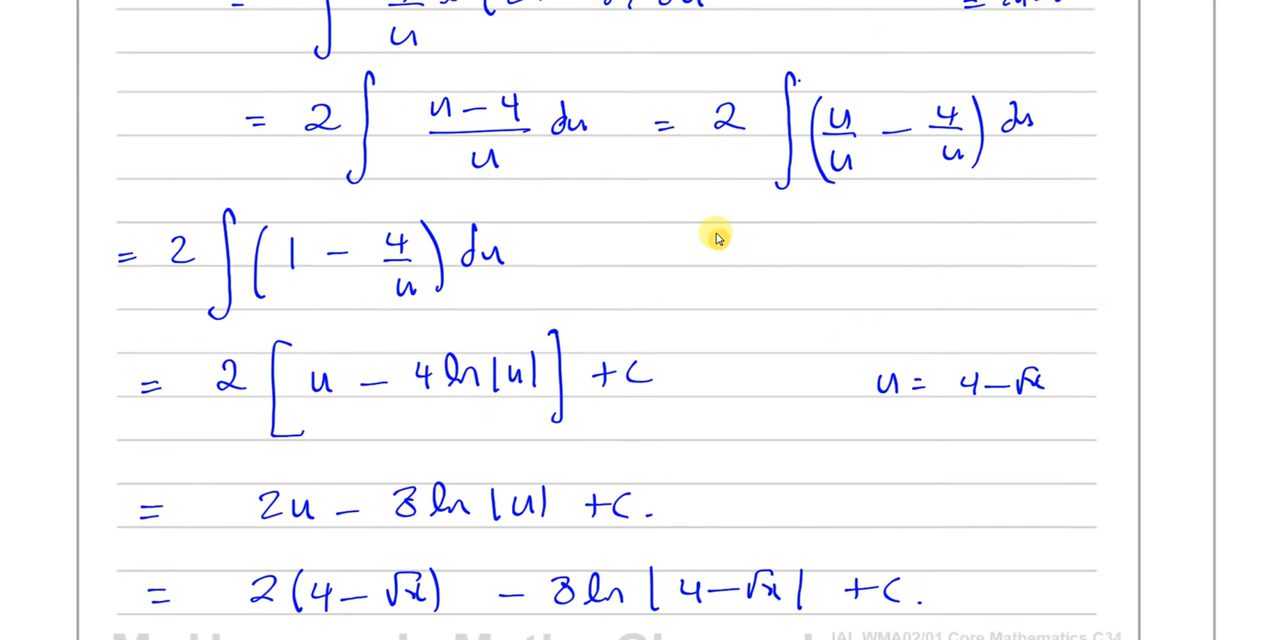 = 2 ∫ (u − 4)/u du = 2 ∫ (u/u − 4/u) du
= 2 ∫ (1 − 4/u) du
= 2 [ u − 4 ln|u| ] + c u = 4 − √x
= 2u − 8 ln |u| + c.
= 2(4 − √x) − 8 ln | 4 − √x | + c.
IAL WMA02/01 Core Mathematics C34